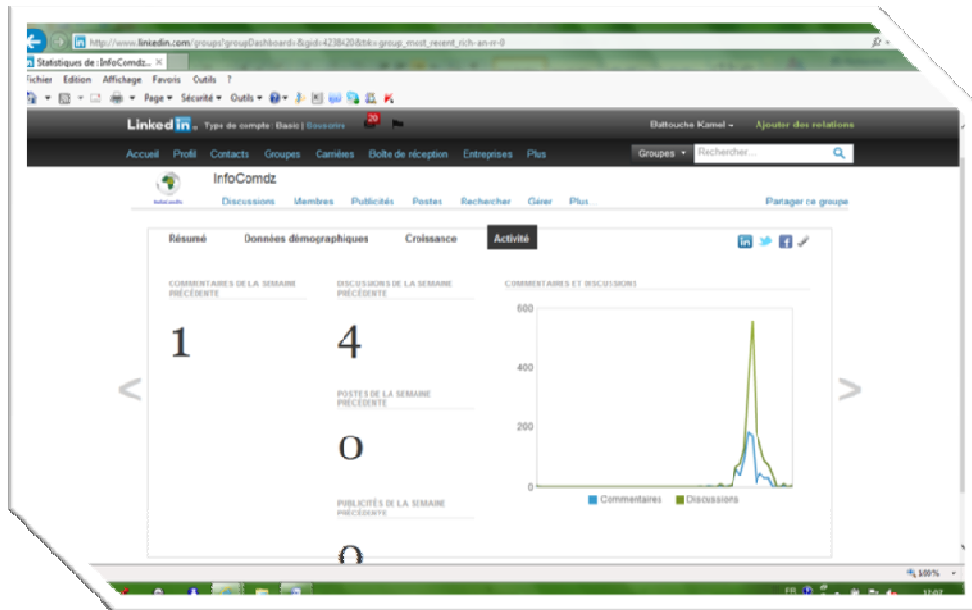 http://www.linkedin.com/groups?groupDashboard=&gid=4238420&trk=group_most_recent_rich-an-rr-0
Statistiques de : InfoComdz...
Fichier Edition Affichage Favoris Outils ?
Page Sécurité Outils
Linked in Type de compte : Basic | Souscrire 20 Battouche Kamel Ajouter des relations
Accueil Profil Contacts Groupes Carrières Boîte de réception Entreprises Plus Groupes Rechercher...
InfoComdz
Discussions Membres Publicités Postes Rechercher Gérer Plus... Partager ce groupe
Résumé Données démographiques Croissance Activité
COMMENTAIRES DE LA SEMAINE PRÉCÉDENTE
1
DISCUSSIONS DE LA SEMAINE PRÉCÉDENTE
4
POSTES DE LA SEMAINE PRÉCÉDENTE
0
PUBLICITÉS DE LA SEMAINE PRÉCÉDENTE
0
COMMENTAIRES ET DISCUSSIONS
600
400
200
0
Commentaires Discussions
< >
100%
FR